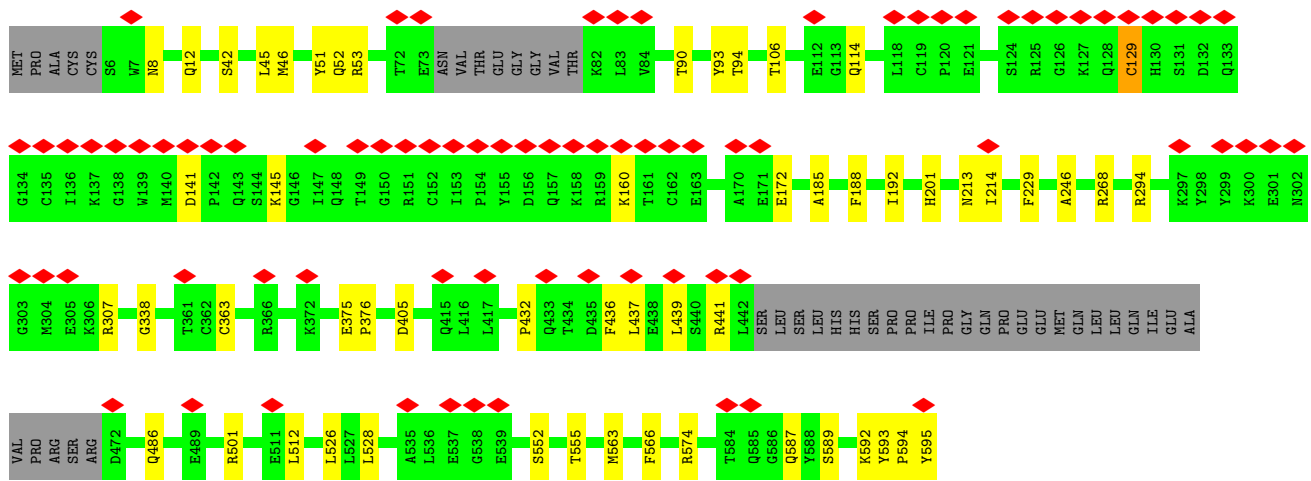 MET PRO ALA CYS CYS S6 W7 N8 Q12 S42 L45 M46 Y51 Q52 R53 T72 E73 ASN VAL THR GLU GLY GLY VAL THR K82 L83 V84 T90 Y93 T94 T106 E112 G113 Q114 L118 C119 P120 E121 S124 R125 G126 K127 Q128 C129 H130 S131 D132 Q133
G134 C135 I136 K137 G138 W139 M140 D141 P142 Q143 S144 K145 G146 I147 Q148 T149 G150 R151 C152 I153 P154 Y155 D156 Q157 K158 R159 K160 T161 C162 E163 A170 E171 E172 A185 F188 I192 H201 N213 I214 F229 A246 R268 R294 K297 Y298 Y299 K300 E301 N302
G303 M304 E305 K306 R307 G338 T361 C362 C363 R366 K372 E375 P376 D405 Q415 L416 L417 P432 Q433 T434 D435 F436 L437 E438 L439 S440 R441 L442 SER LEU SER LEU HIS HIS SER PRO PRO ILE PRO GLY GLN PRO GLU GLU MET GLN LEU LEU GLN ILE GLU ALA
VAL PRO ARG SER ARG D472 Q486 E489 R501 E511 L512 L526 L527 L528 A535 L536 E537 G538 E539 S552 T555 M563 F566 R574 T584 Q585 G586 Q587 Y588 S589 K592 Y593 P594 Y595